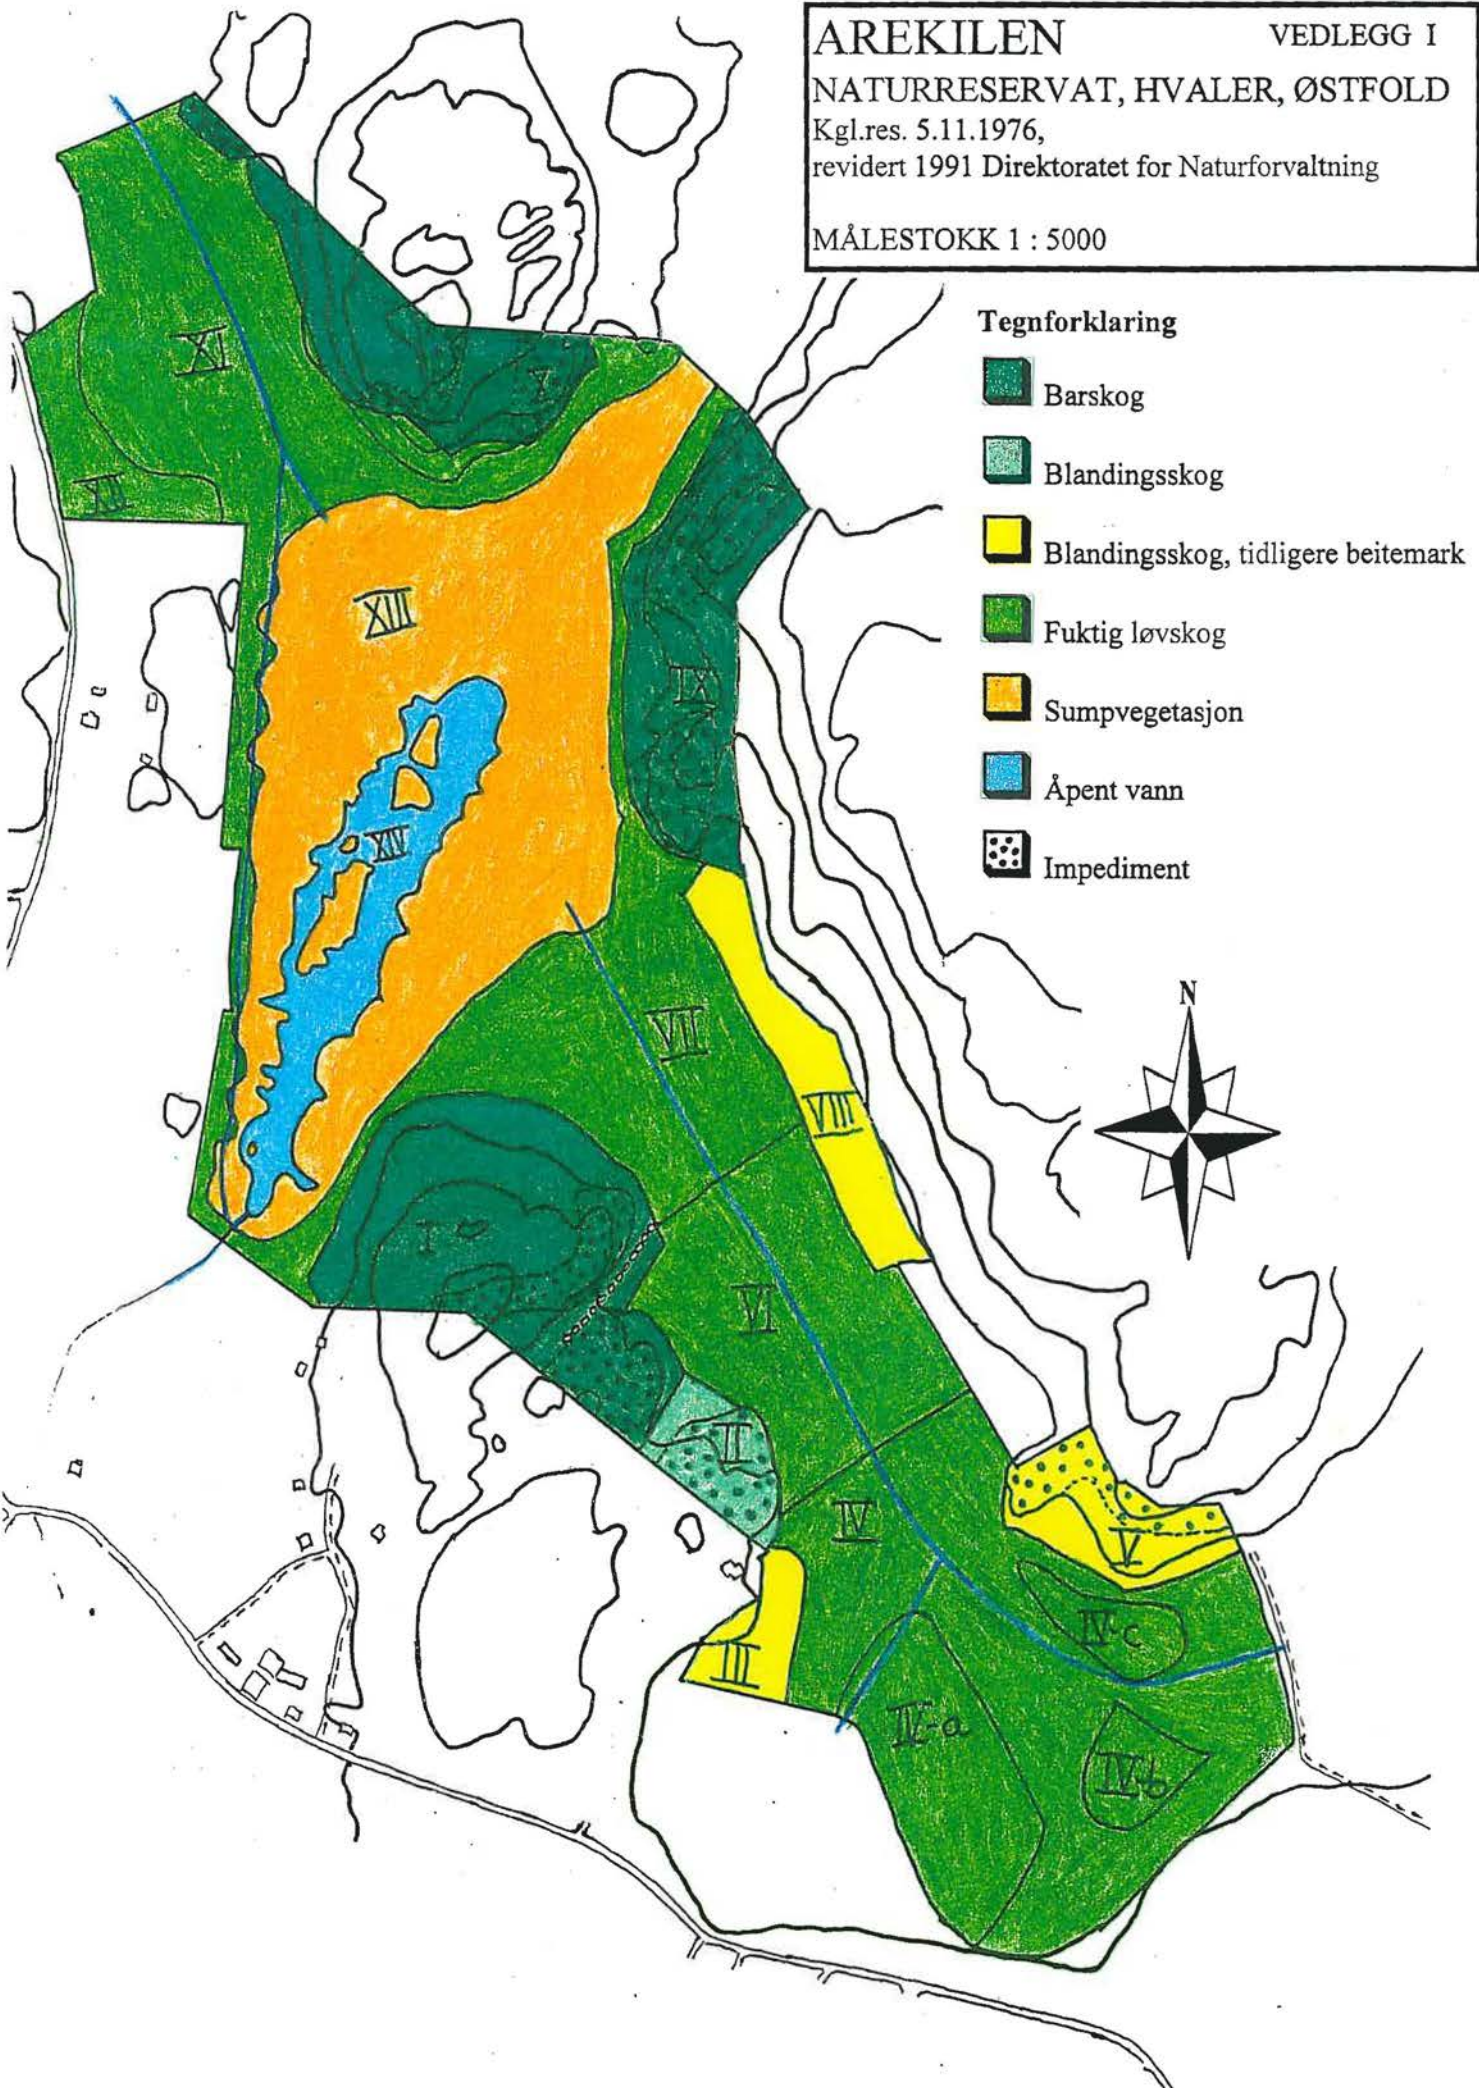 AREKILEN VEDLEGG I
NATURRESERVAT, HVALER, ØSTFOLD
Kgl.res. 5.11.1976,
revidert 1991 Direktoratet for Naturforvaltning
MÅLESTOKK 1 : 5000
Tegnforklaring
Barskog
Blandingsskog
Blandingsskog, tidligere beitemark
Fuktig løvskog
Sumpvegetasjon
Åpent vann
Impediment
N
XI
X
XII
XIII
IX
XIV
VII
VIII
I
VI
II
IV
V
IV-c
III
IV-a
IV-b